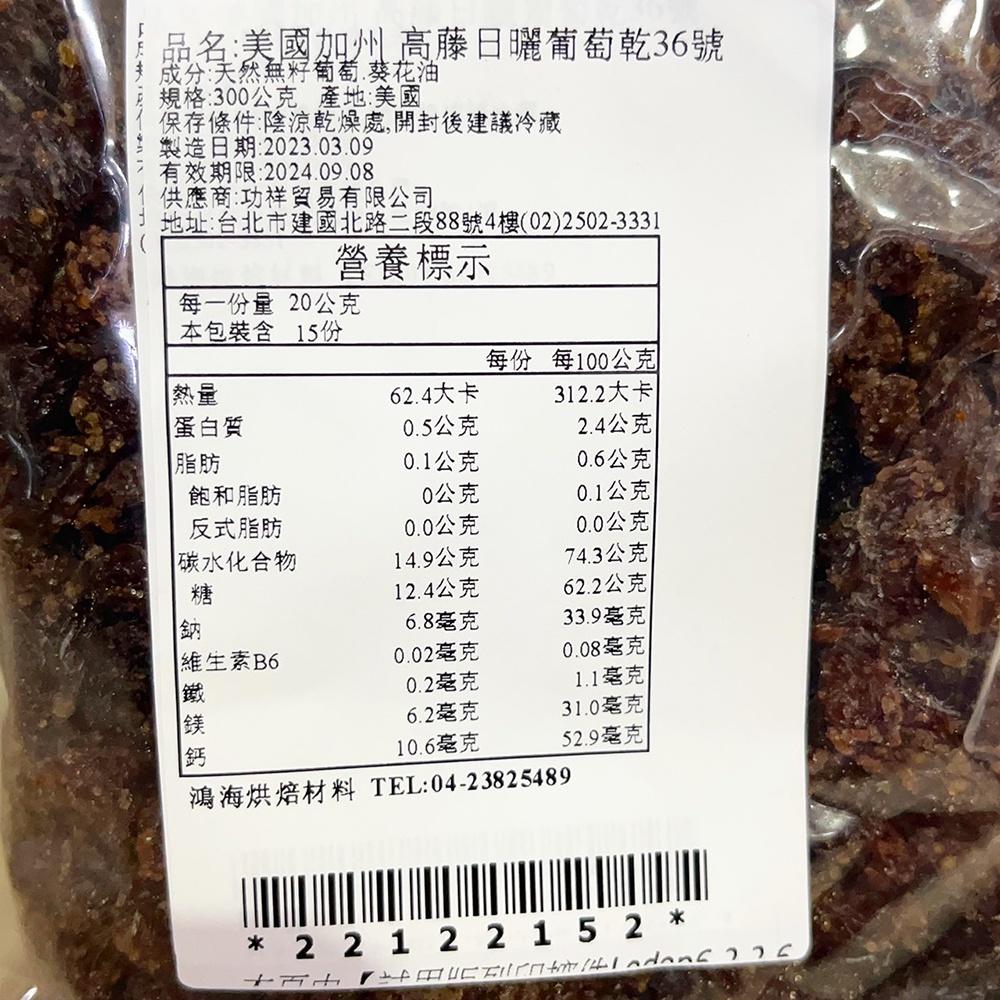 品名:美國加州 高藤日曬葡萄乾36號
成分:天然無籽葡萄.葵花油
規格:300公克 產地:美國
保存條件:陰涼乾燥處,開封後建議冷藏
製造日期:2023.03.09
有效期限:2024.09.08
供應商:功祥貿易有限公司
地址:台北市建國北路二段88號4樓(02)2502-3331
營養標示
每一份量 20公克
本包裝含 15份
每份 每100公克
熱量 62.4大卡 312.2大卡
蛋白質 0.5公克 2.4公克
脂肪 0.1公克 0.6公克
飽和脂肪 0公克 0.1公克
反式脂肪 0.0公克 0.0公克
碳水化合物 14.9公克 74.3公克
糖 12.4公克 62.2公克
鈉 6.8毫克 33.9毫克
維生素B6 0.02毫克 0.08毫克
鐵 0.2毫克 1.1毫克
鎂 6.2毫克 31.0毫克
鈣 10.6毫克 52.9毫克
鴻海烘焙材料 TEL:04-23825489
*22122152*